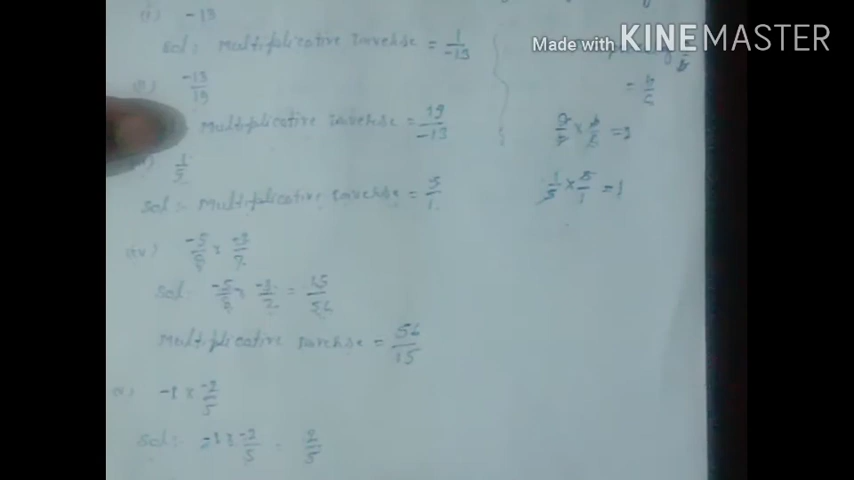 (i) -13
Sol: Multiplicative inverse = 1/-13
-13/19
Multiplicative inverse = 19/-13
1/5
Sol: Multiplicative inverse = 5/1
(iv) -5/8 × -3/7
Sol: -5/8 × -3/7 = 15/56
Multiplicative inverse = 56/15
(v) -1 × -2/5
Sol: -1 × -2/5 = 2/5
Made with KINEMASTER
1/5 × 5/1 = 1